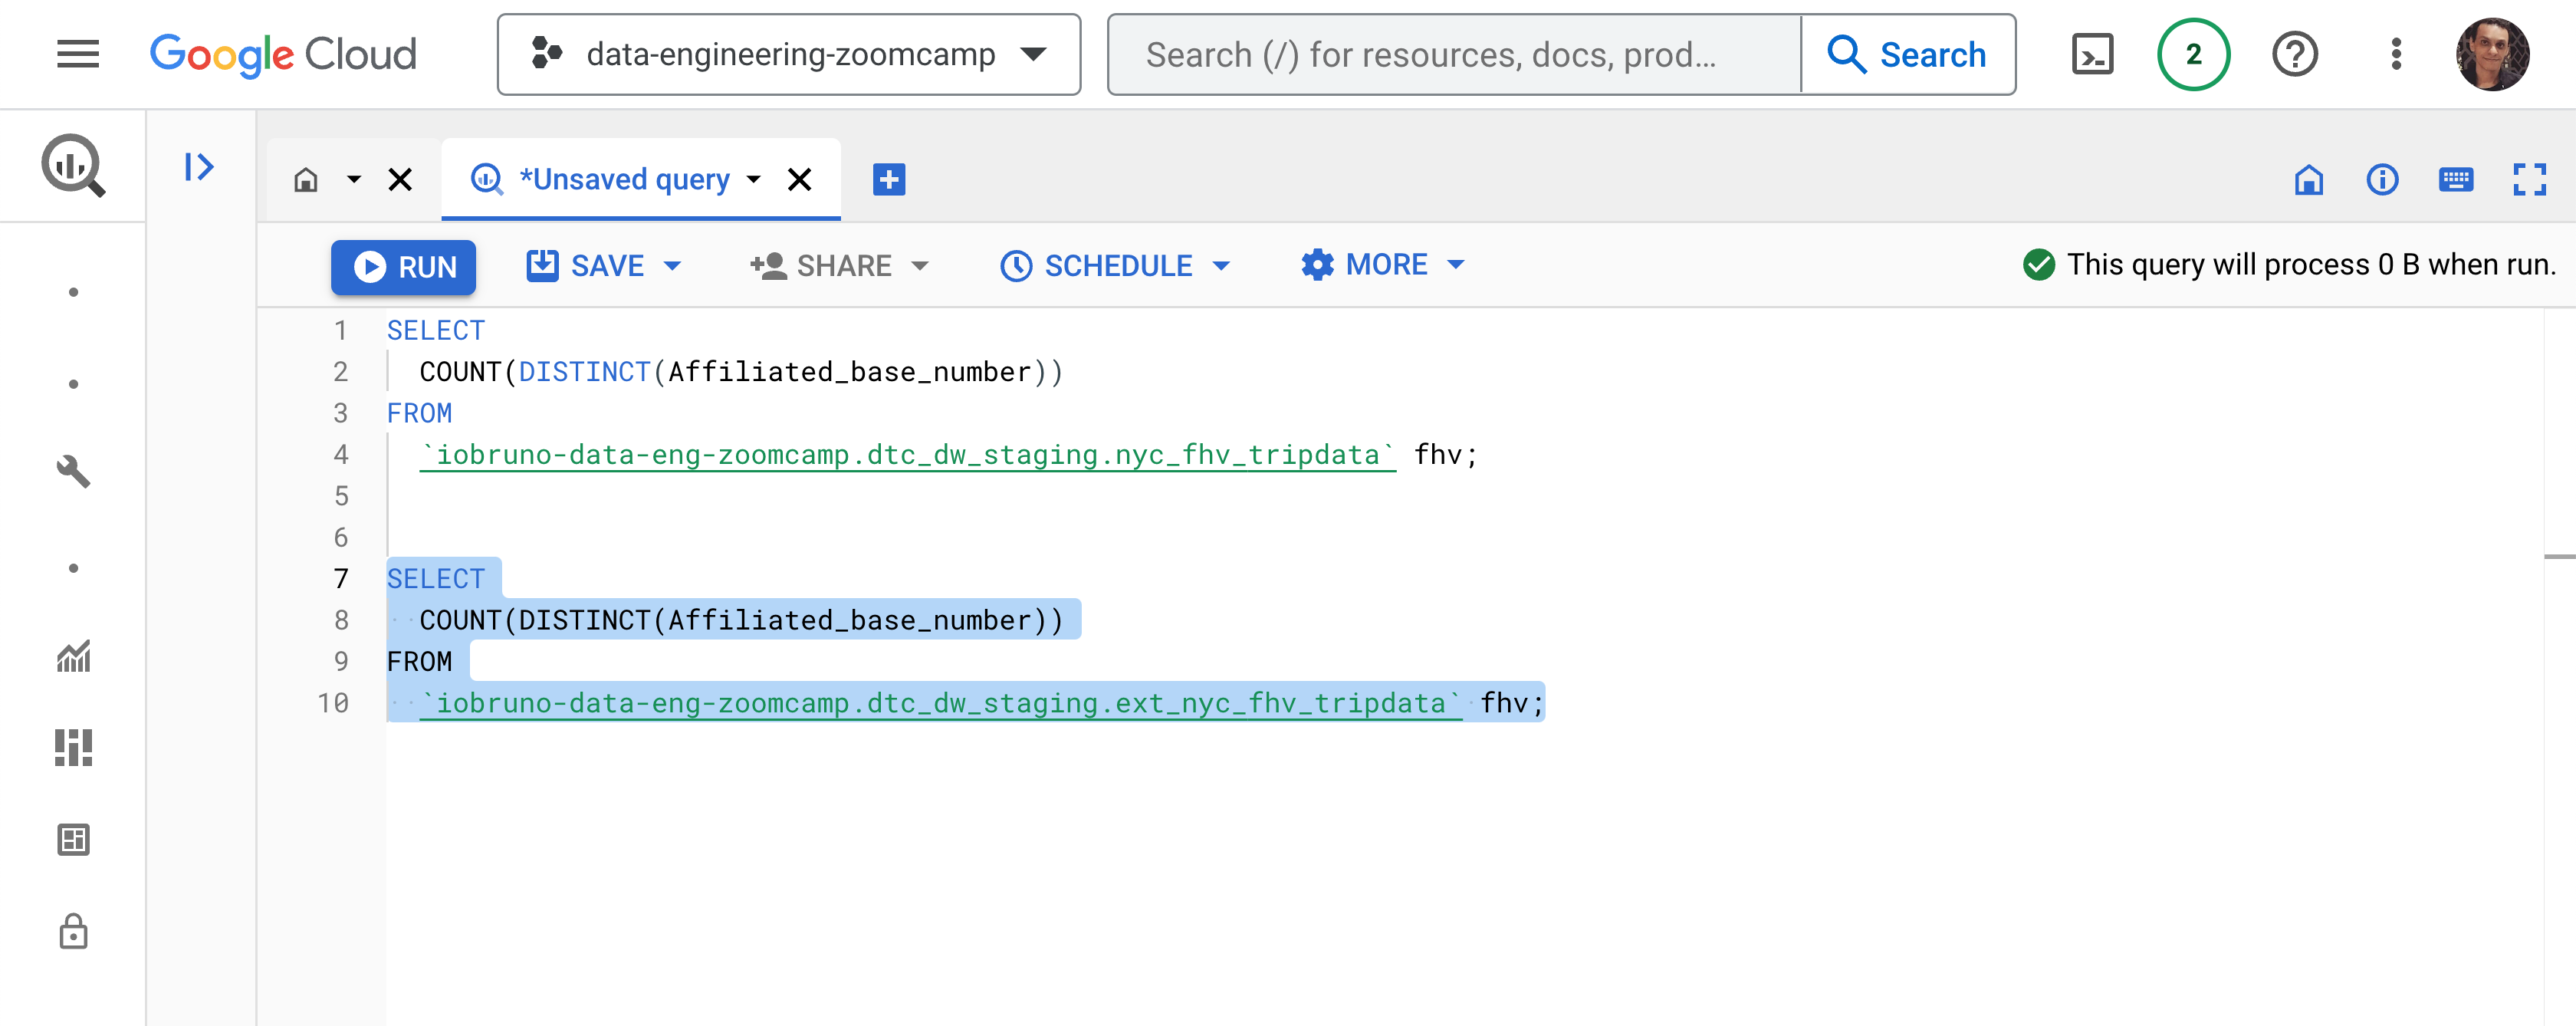 Google Cloud
data-engineering-zoomcamp
Search (/) for resources, docs, prod...
Search
2
*Unsaved query
RUN
SAVE
SHARE
SCHEDULE
MORE
This query will process 0 B when run.
1 SELECT
2 COUNT(DISTINCT(Affiliated_base_number))
3 FROM
4 `iobruno-data-eng-zoomcamp.dtc_dw_staging.nyc_fhv_tripdata` fhv;
5
6
7 SELECT
8 COUNT(DISTINCT(Affiliated_base_number))
9 FROM
10 `iobruno-data-eng-zoomcamp.dtc_dw_staging.ext_nyc_fhv_tripdata` fhv;